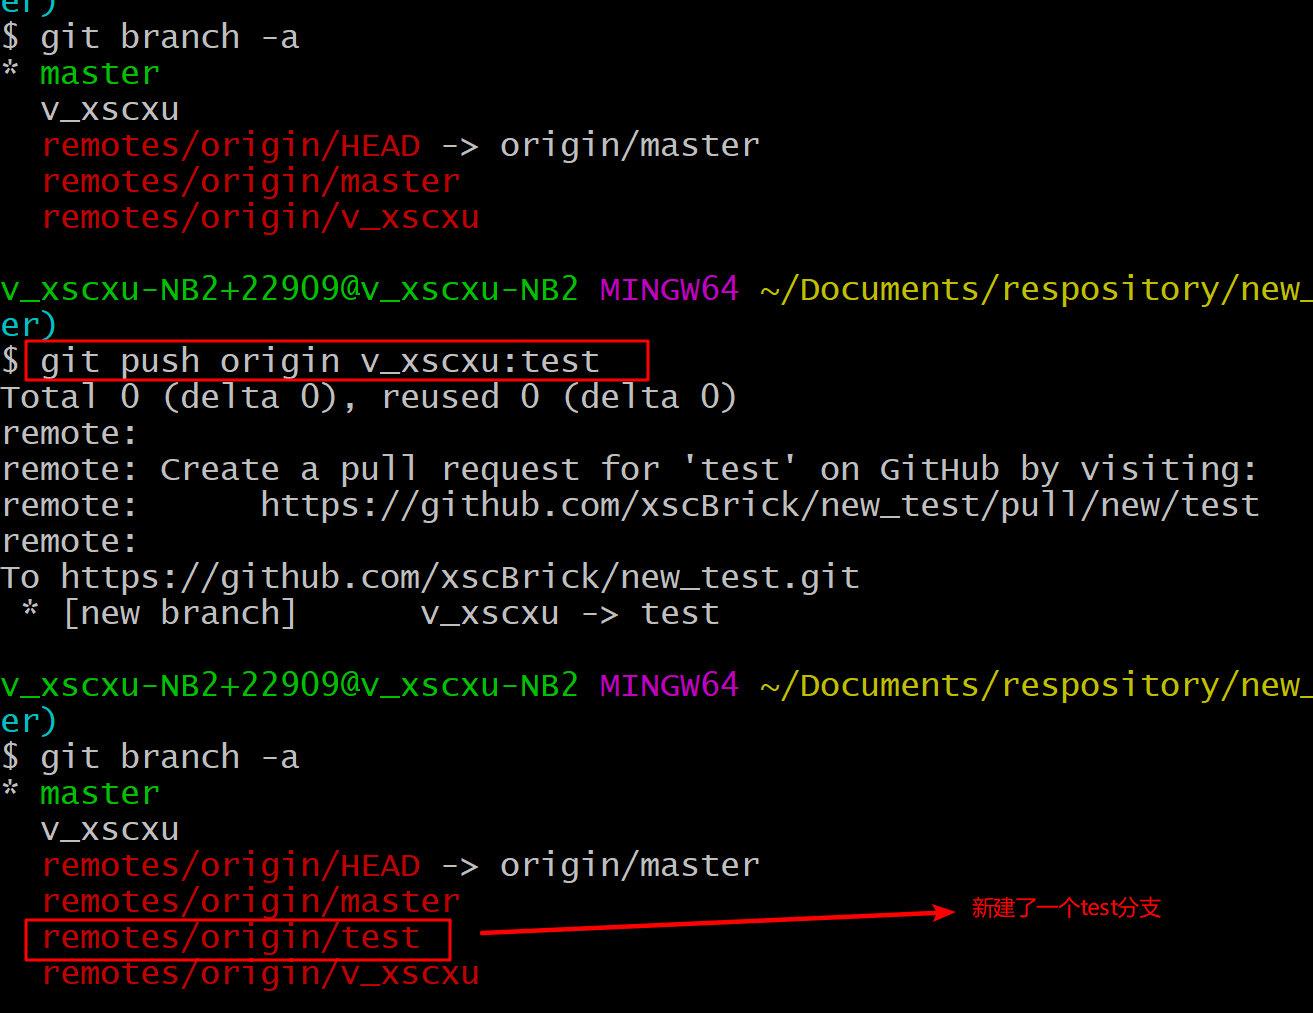 er)
$ git branch -a
* master
  v_xscxu
  remotes/origin/HEAD -> origin/master
  remotes/origin/master
  remotes/origin/v_xscxu
v_xscxu-NB2+22909@v_xscxu-NB2 MINGW64 ~/Documents/respository/new_
er)
$ git push origin v_xscxu:test
Total 0 (delta 0), reused 0 (delta 0)
remote:
remote: Create a pull request for 'test' on GitHub by visiting:
remote:      https://github.com/xscBrick/new_test/pull/new/test
remote:
To https://github.com/xscBrick/new_test.git
 * [new branch]      v_xscxu -> test
v_xscxu-NB2+22909@v_xscxu-NB2 MINGW64 ~/Documents/respository/new_
er)
$ git branch -a
* master
  v_xscxu
  remotes/origin/HEAD -> origin/master
  remotes/origin/master
  remotes/origin/test
新建了一个test分支
  remotes/origin/v_xscxu